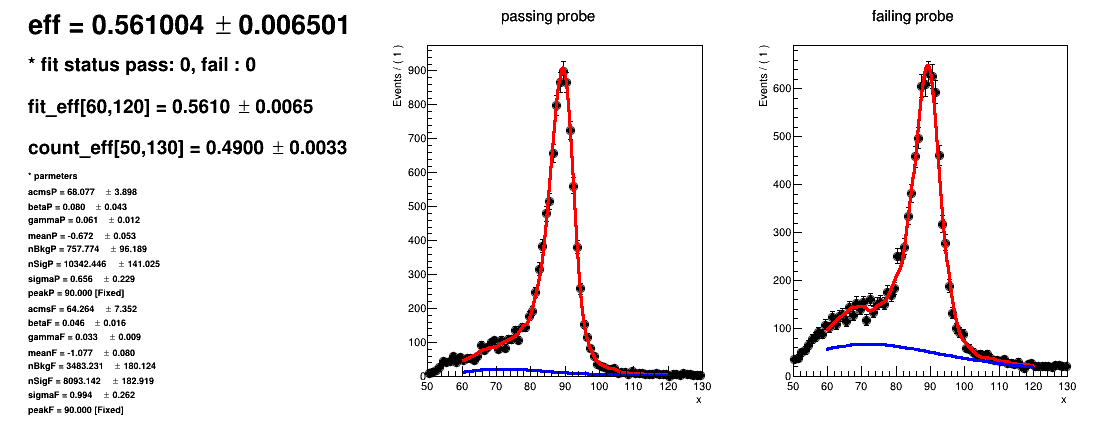 eff = 0.561004 ± 0.006501
* fit status pass: 0, fail : 0
fit_eff[60,120] = 0.5610 ± 0.0065
count_eff[50,130] = 0.4900 ± 0.0033
* parmeters
acmsP = 68.077 ± 3.898
betaP = 0.080 ± 0.043
gammaP = 0.061 ± 0.012
meanP = -0.672 ± 0.053
nBkgP = 757.774 ± 96.189
nSigP = 10342.446 ± 141.025
sigmaP = 0.656 ± 0.229
peakP = 90.000 [Fixed]
acmsF = 64.264 ± 7.352
betaF = 0.046 ± 0.016
gammaF = 0.033 ± 0.009
meanF = -1.077 ± 0.080
nBkgF = 3483.231 ± 180.124
nSigF = 8093.142 ± 182.919
sigmaF = 0.994 ± 0.262
peakF = 90.000 [Fixed]
passing probe
Events / ( 1 )
900
800
700
600
500
400
300
200
100
0
50 60 70 80 90 100 110 120 130
x
failing probe
Events / ( 1 )
600
500
400
300
200
100
0
50 60 70 80 90 100 110 120 130
x